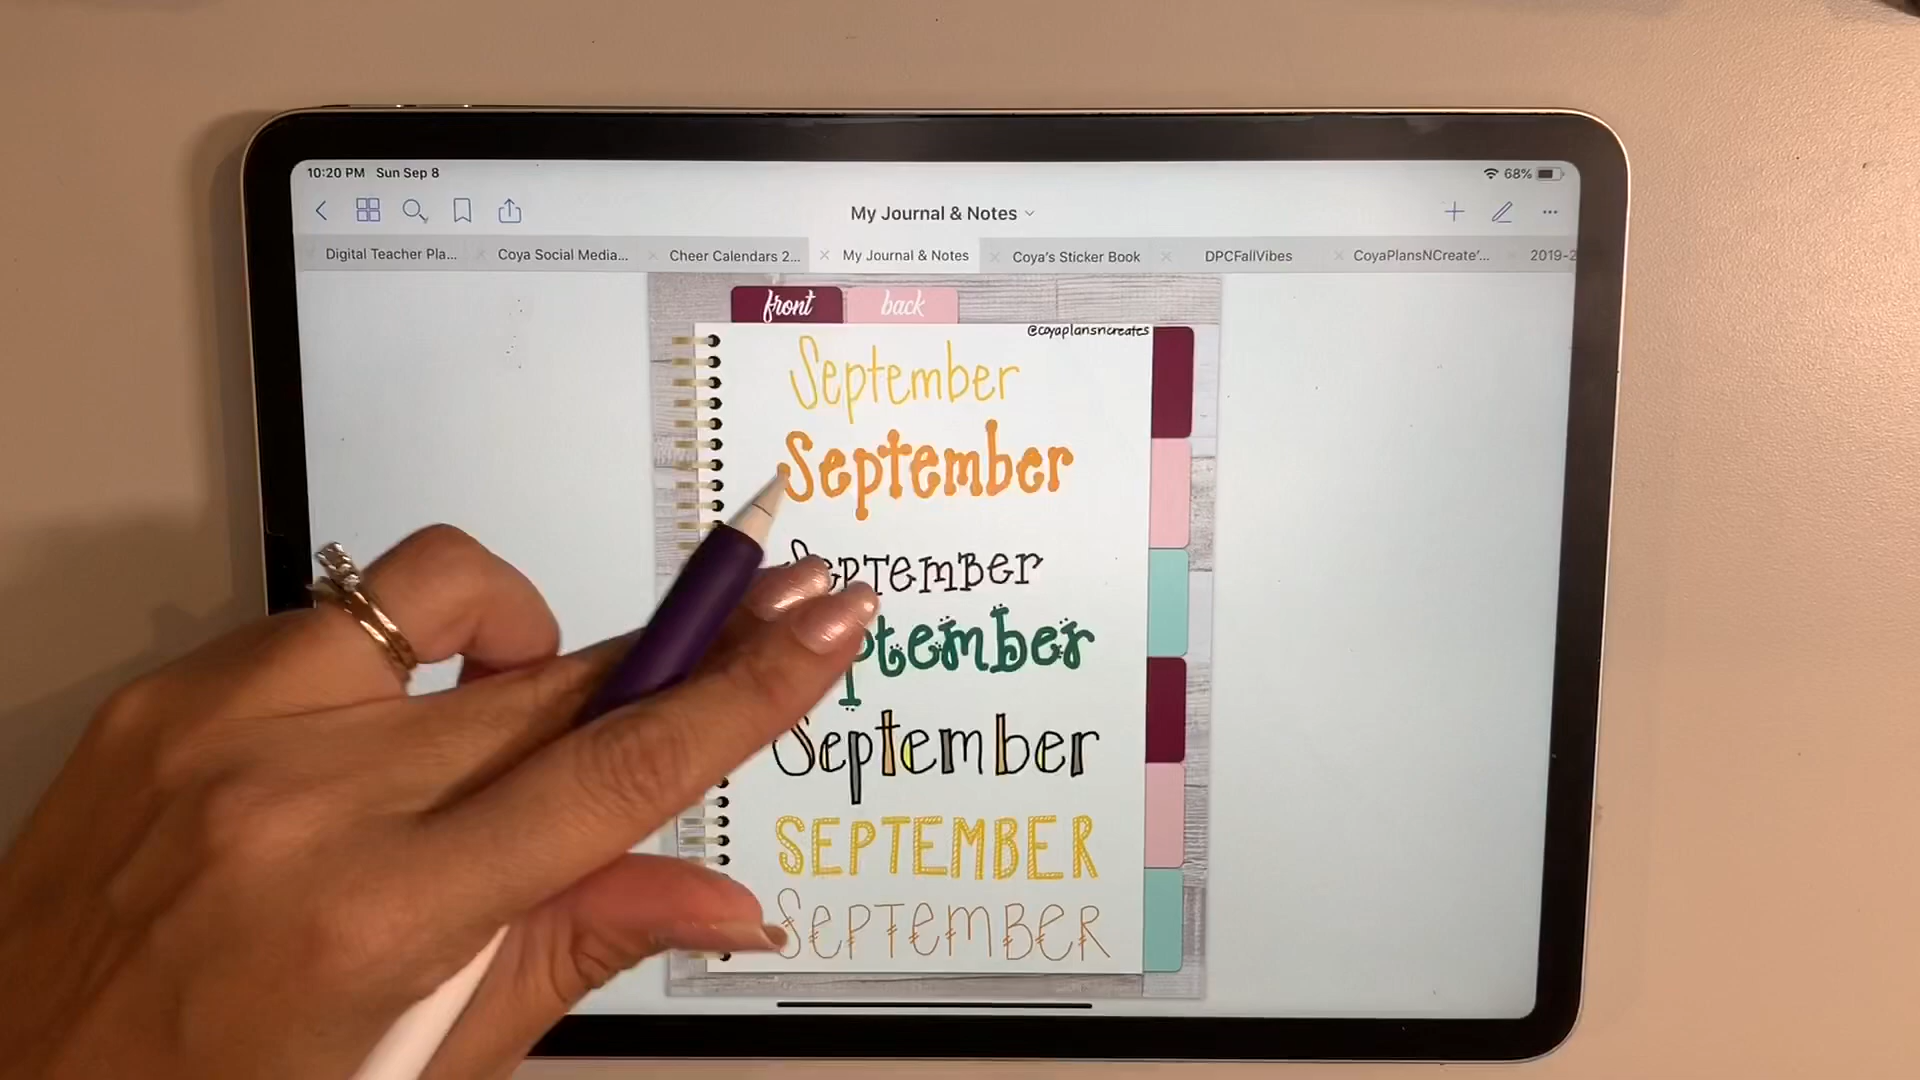 10:20 PM Sun Sep 8 68%
My Journal & Notes
Digital Teacher Pla... Coya Social Media... Cheer Calendars 2... My Journal & Notes Coya's Sticker Book DPCFallVibes CoyaPlansNCreate'... 2019-2
front back
@coyaplansncreates
September
September
September
ptember
September
SEPTEMBER
September